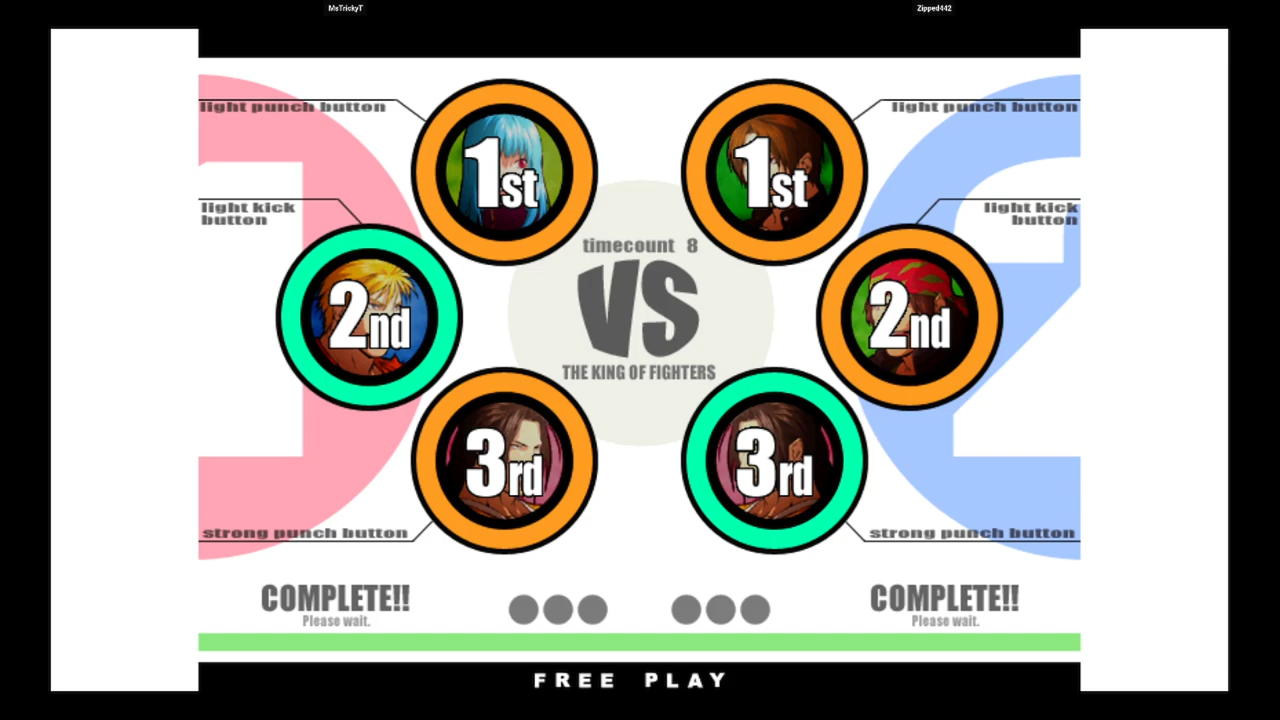 MsTrickyT
Zipped442
light punch button
light punch button
1st
1st
light kick
button
light kick
button
timecount 8
VS
THE KING OF FIGHTERS
2nd
2nd
3rd
3rd
strong punch button
strong punch button
COMPLETE!!
Please wait.
COMPLETE!!
Please wait.
FREE PLAY
1
2